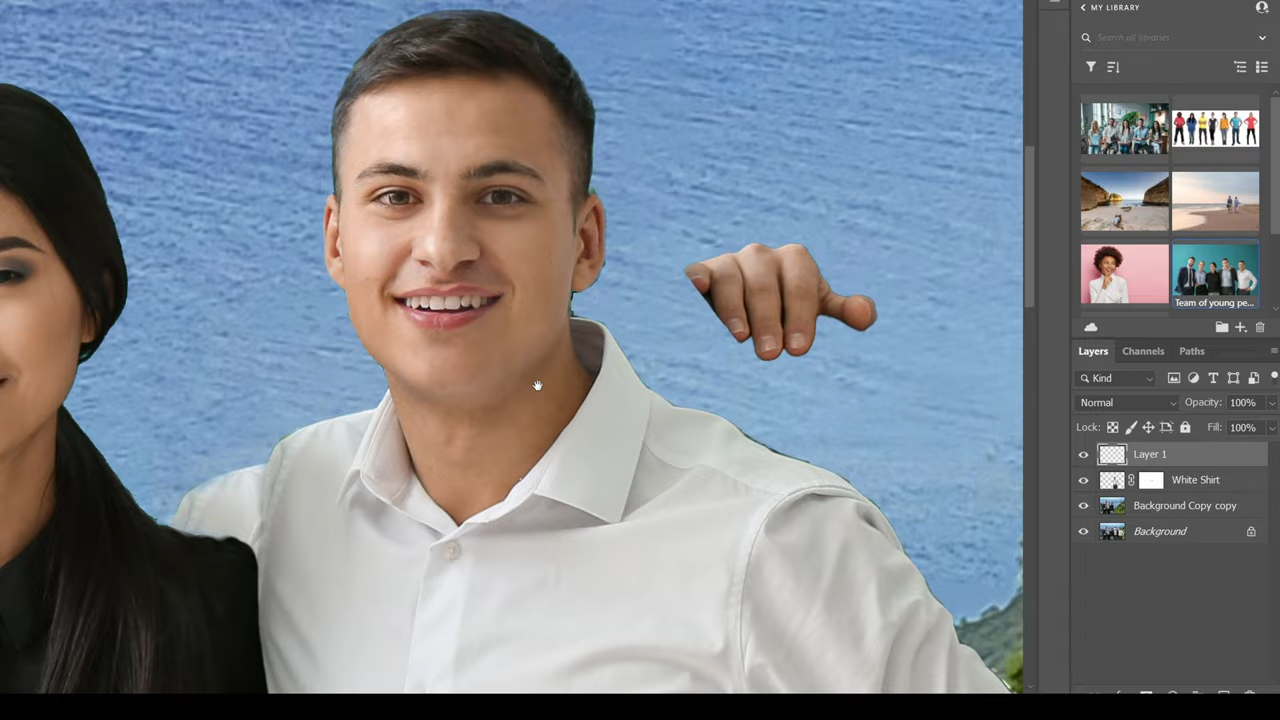 MY LIBRARY
Search all libraries
Team of young pe...
Layers Channels Paths
Kind
Normal Opacity: 100%
Lock: Fill: 100%
Layer 1
White Shirt
Background Copy copy
Background